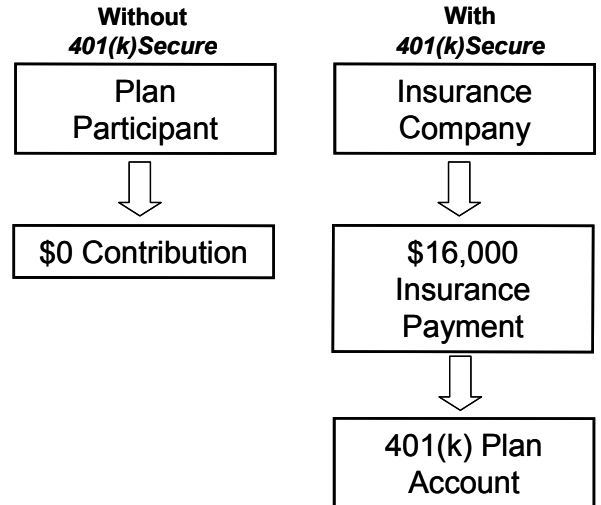 Without
401(k)Secure
Plan
Participant
$0 Contribution
With
401(k)Secure
Insurance
Company
$16,000
Insurance
Payment
401(k) Plan
Account